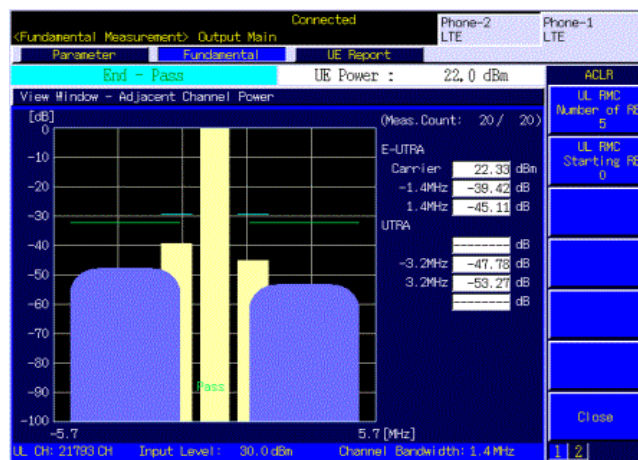 Connected
Phone-2
LTE
Phone-1
LTE
<Fundamental Measurement> Output Main
Parameter
Fundamental
UE Report
End - Pass
UE Power :
22.0 dBm
ACLR
View Window - Adjacent Channel Power
UL RMC
Number of RB
5
UL RMC
Starting RB
0
[dB]
(Meas.Count: 20/ 20)
0
-10
-20
-30
-40
-50
-60
-70
-80
-90
-100
E-UTRA
Carrier 22.33 dBm
-1.4MHz -39.42 dB
1.4MHz -45.11 dB
UTRA
------- dB
-3.2MHz -47.78 dB
3.2MHz -53.27 dB
------- dB
Pass
-5.7
5.7[MHz]
Close
UL CH: 21793 CH
Input Level: 30.0 dBm
Channel Bandwidth: 1.4 MHz
1 2